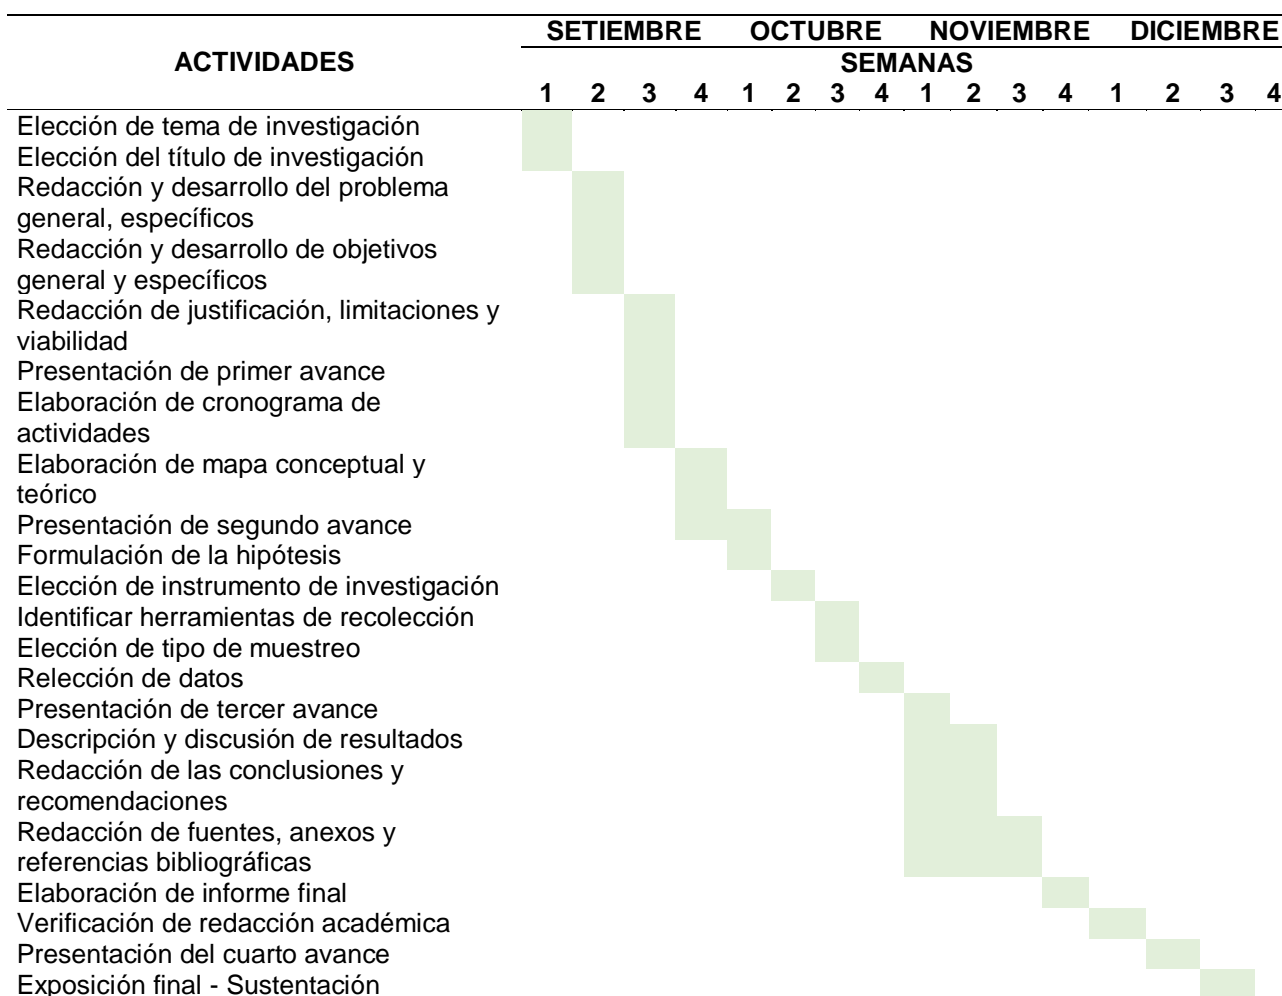 SETIEMBRE OCTUBRE NOVIEMBRE DICIEMBRE
ACTIVIDADES
SEMANAS
1 2 3 4 1 2 3 4 1 2 3 4 1 2 3 4
Elección de tema de investigación
Elección del título de investigación
Redacción y desarrollo del problema
general, específicos
Redacción y desarrollo de objetivos
general y específicos
Redacción de justificación, limitaciones y
viabilidad
Presentación de primer avance
Elaboración de cronograma de
actividades
Elaboración de mapa conceptual y
teórico
Presentación de segundo avance
Formulación de la hipótesis
Elección de instrumento de investigación
Identificar herramientas de recolección
Elección de tipo de muestreo
Relección de datos
Presentación de tercer avance
Descripción y discusión de resultados
Redacción de las conclusiones y
recomendaciones
Redacción de fuentes, anexos y
referencias bibliográficas
Elaboración de informe final
Verificación de redacción académica
Presentación del cuarto avance
Exposición final - Sustentación